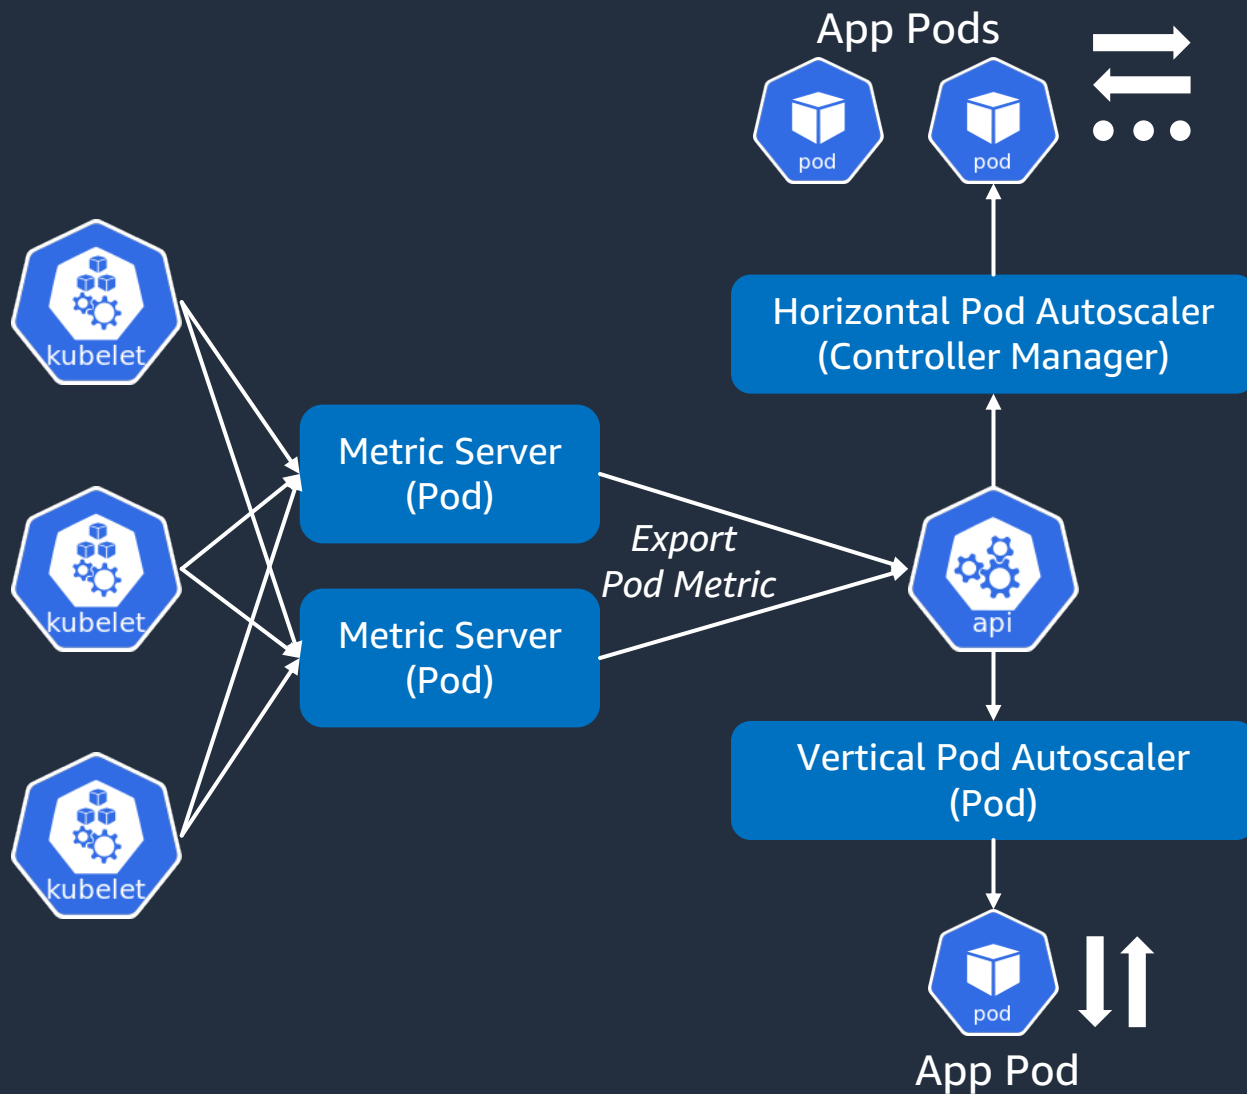 App Pods
pod
pod
kubelet
Horizontal Pod Autoscaler
(Controller Manager)
Metric Server
(Pod)
kubelet
Export
Pod Metric
api
Metric Server
(Pod)
Vertical Pod Autoscaler
(Pod)
kubelet
pod
App Pod